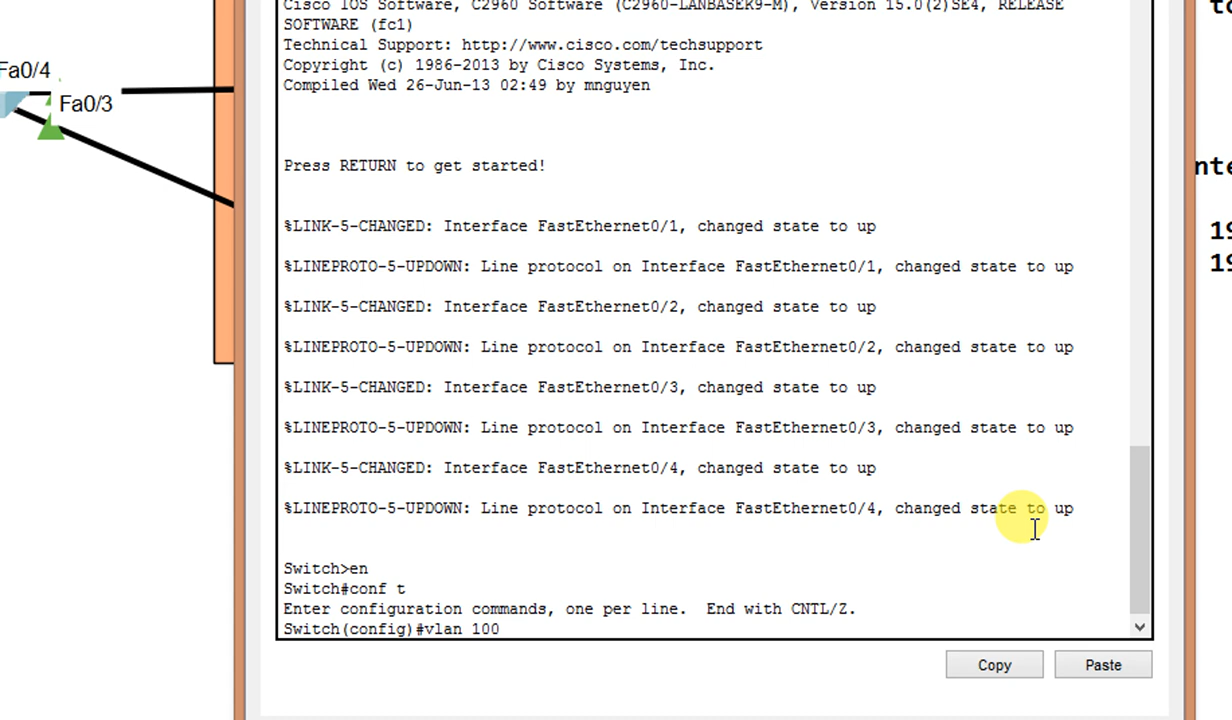 Cisco IOS Software, C2960 Software (C2960-LANBASEK9-M), Version 15.0(2)SE4, RELEASE
SOFTWARE (fc1)
Technical Support: http://www.cisco.com/techsupport
Copyright (c) 1986-2013 by Cisco Systems, Inc.
Compiled Wed 26-Jun-13 02:49 by mnguyen
Fa0/4
Fa0/3
Press RETURN to get started!
%LINK-5-CHANGED: Interface FastEthernet0/1, changed state to up
%LINEPROTO-5-UPDOWN: Line protocol on Interface FastEthernet0/1, changed state to up
%LINK-5-CHANGED: Interface FastEthernet0/2, changed state to up
%LINEPROTO-5-UPDOWN: Line protocol on Interface FastEthernet0/2, changed state to up
%LINK-5-CHANGED: Interface FastEthernet0/3, changed state to up
%LINEPROTO-5-UPDOWN: Line protocol on Interface FastEthernet0/3, changed state to up
%LINK-5-CHANGED: Interface FastEthernet0/4, changed state to up
%LINEPROTO-5-UPDOWN: Line protocol on Interface FastEthernet0/4, changed state to up
Switch>en
Switch#conf t
Enter configuration commands, one per line.  End with CNTL/Z.
Switch(config)#vlan 100
Copy
Paste